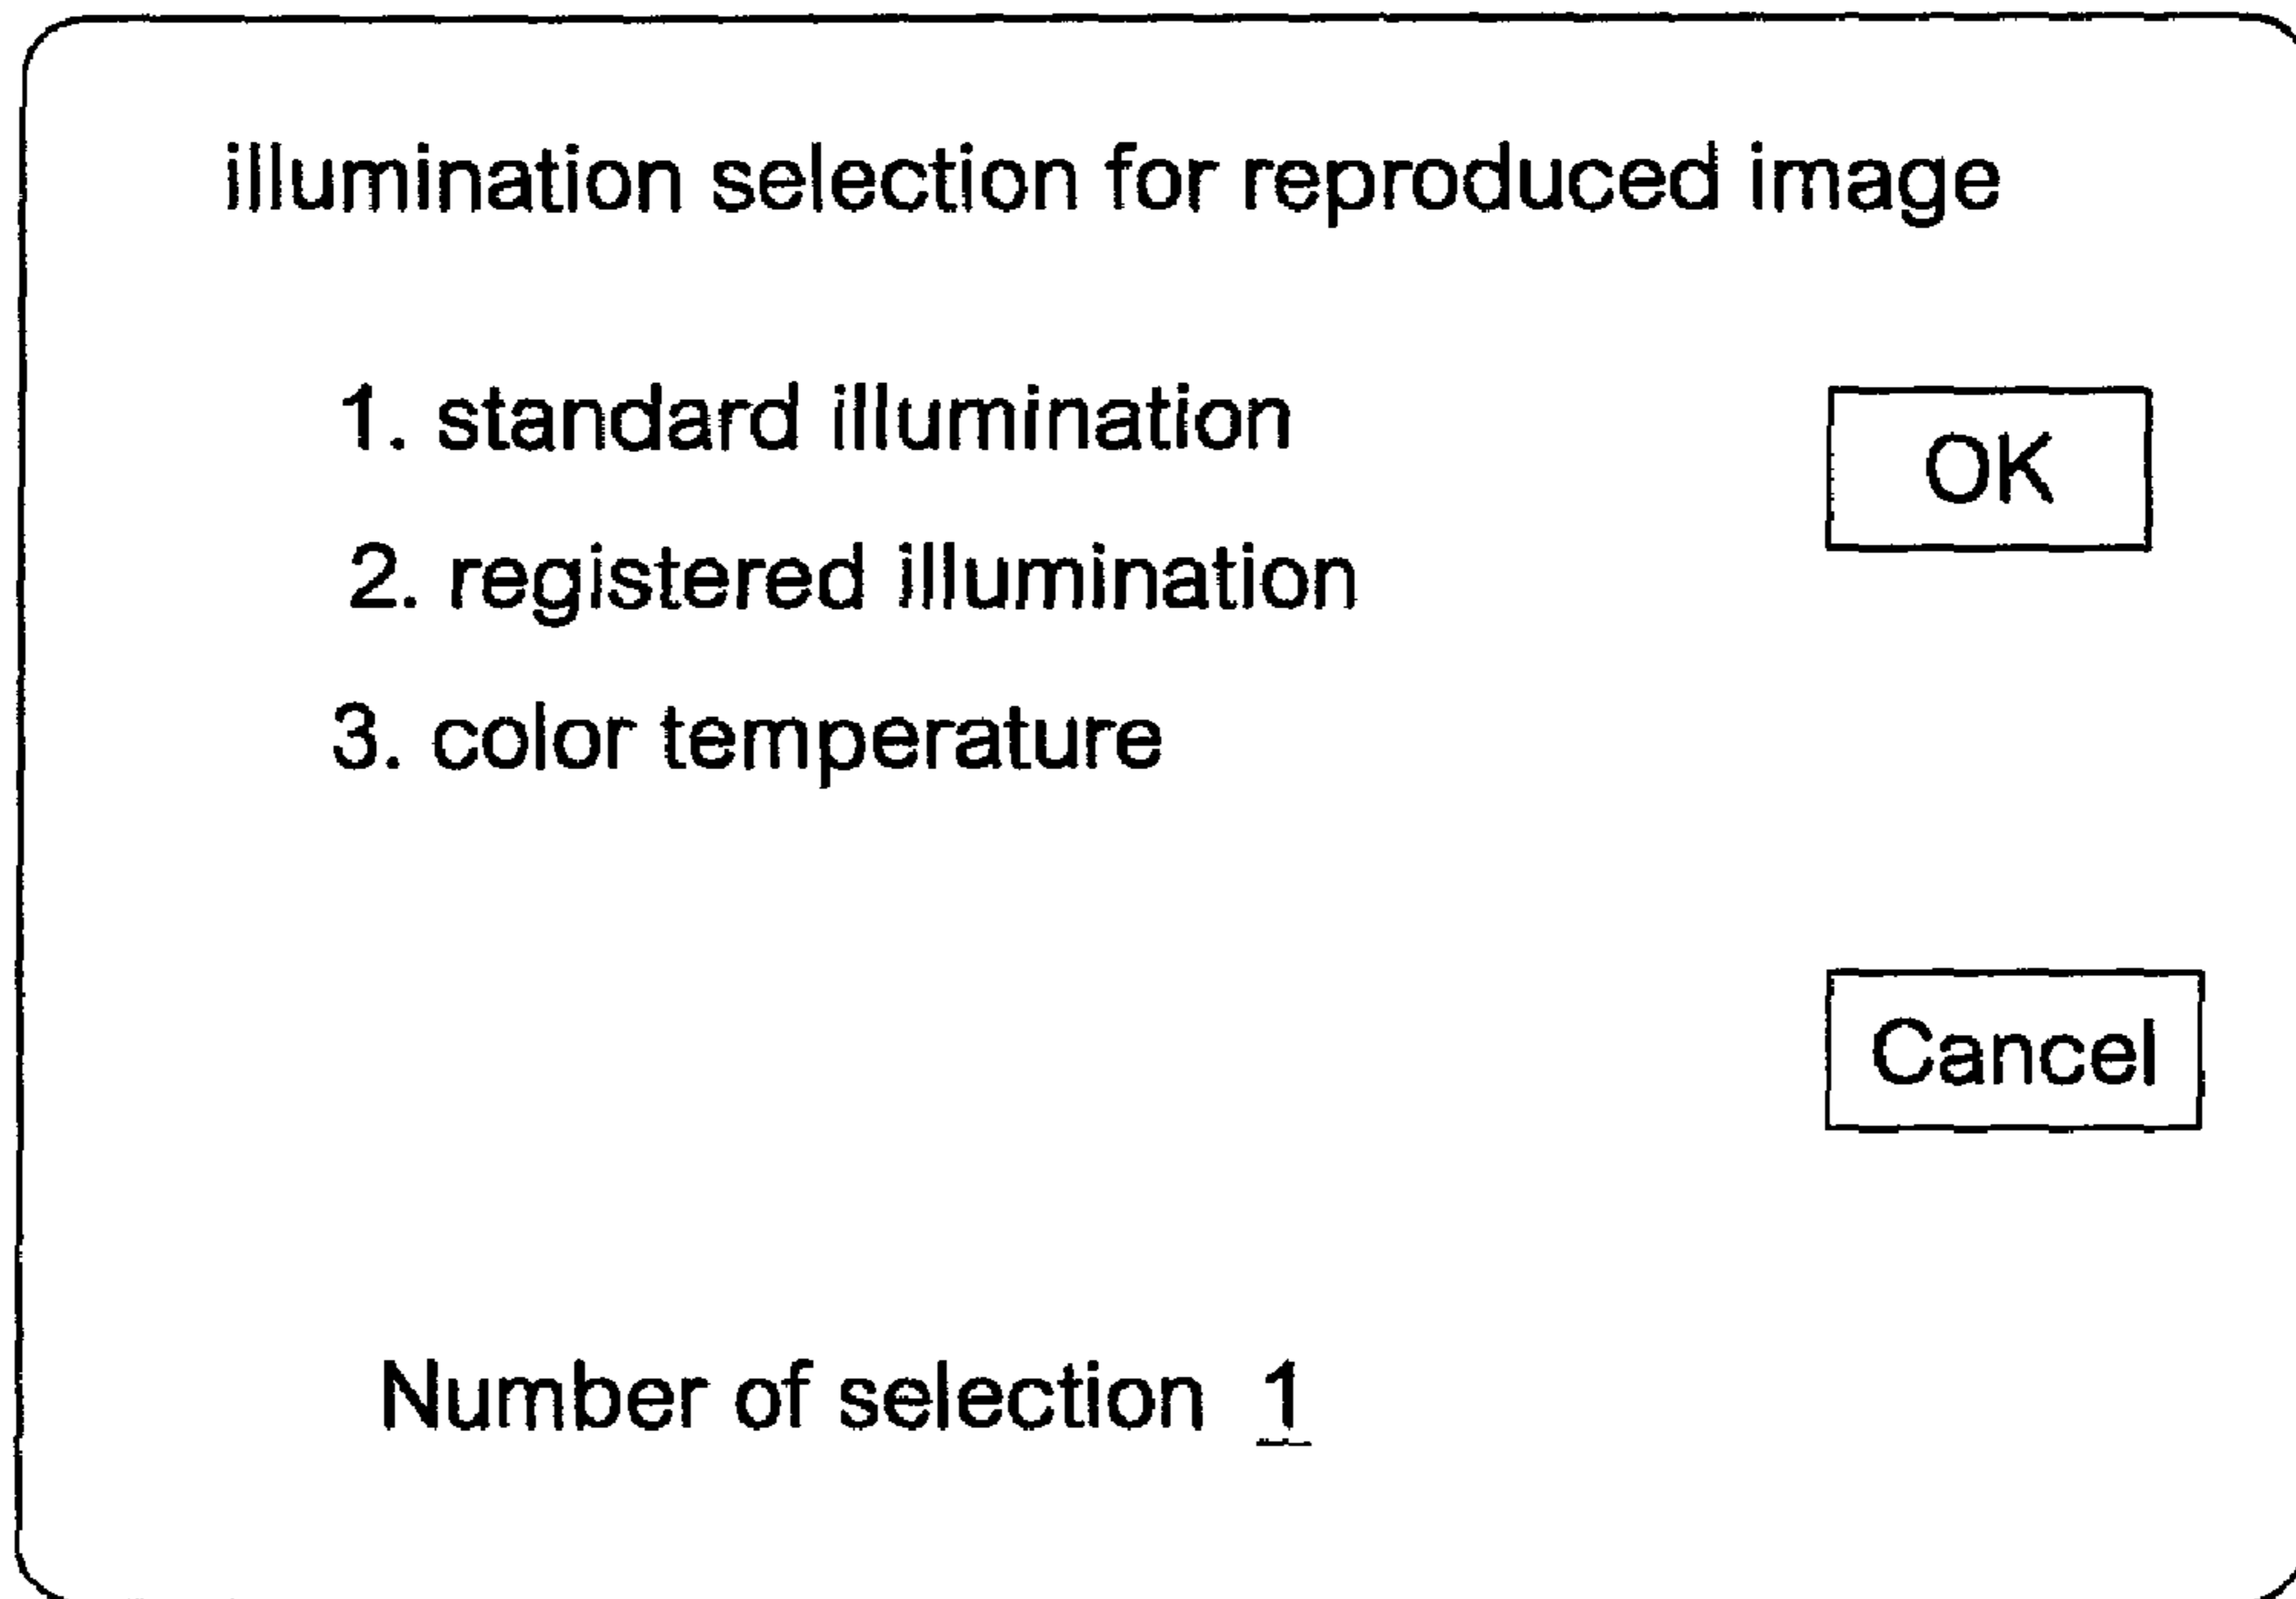 illumination selection for reproduced image
1. standard illumination
OK
2. registered illumination
3. color temperature
Cancel
Number of selection 1